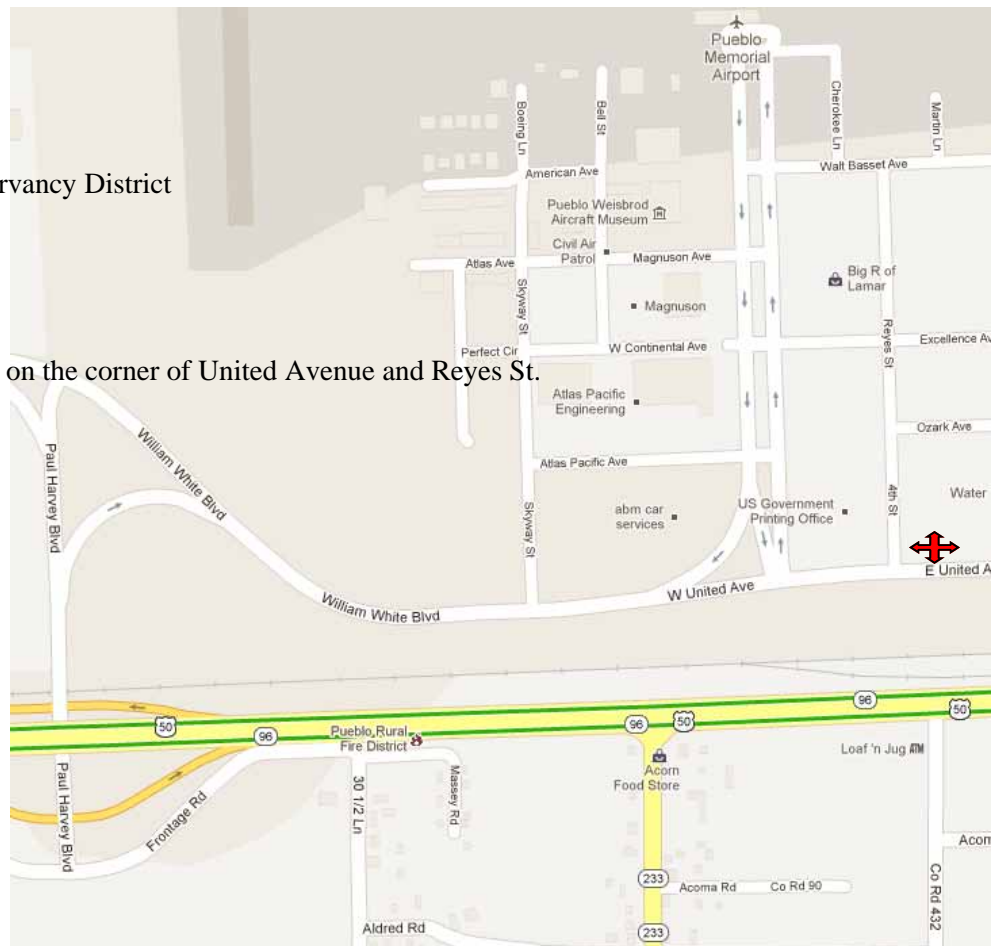 Pueblo
Memorial
Airport
Boeing Ln
Bell St
Cherokee Ln
Martin Ln
Walt Basset Ave
American Ave
rvancy District
Pueblo Weisbrod
Aircraft Museum
Civil Air
Patrol
Magnuson Ave
Atlas Ave
Big R of
Lamar
Skyway St
Magnuson
Reyes St
Perfect Cir
W Continental Ave
Excellence Av
on the corner of United Avenue and Reyes St.
Atlas Pacific
Engineering
Ozark Ave
Paul Harvey Blvd
William White Blvd
Atlas Pacific Ave
4th St
Water
Skyway St
abm car
services
US Government
Printing Office
E United A
W United Ave
William White Blvd
96
50
50
96
96
50
Pueblo Rural
Fire District
Loaf 'n Jug ATM
Acorn
Food Store
Paul Harvey Blvd
Frontage Rd
30 1/2 Ln
Massey Rd
Acom
233
Acoma Rd
Co Rd 90
Co Rd 432
Aldred Rd
233